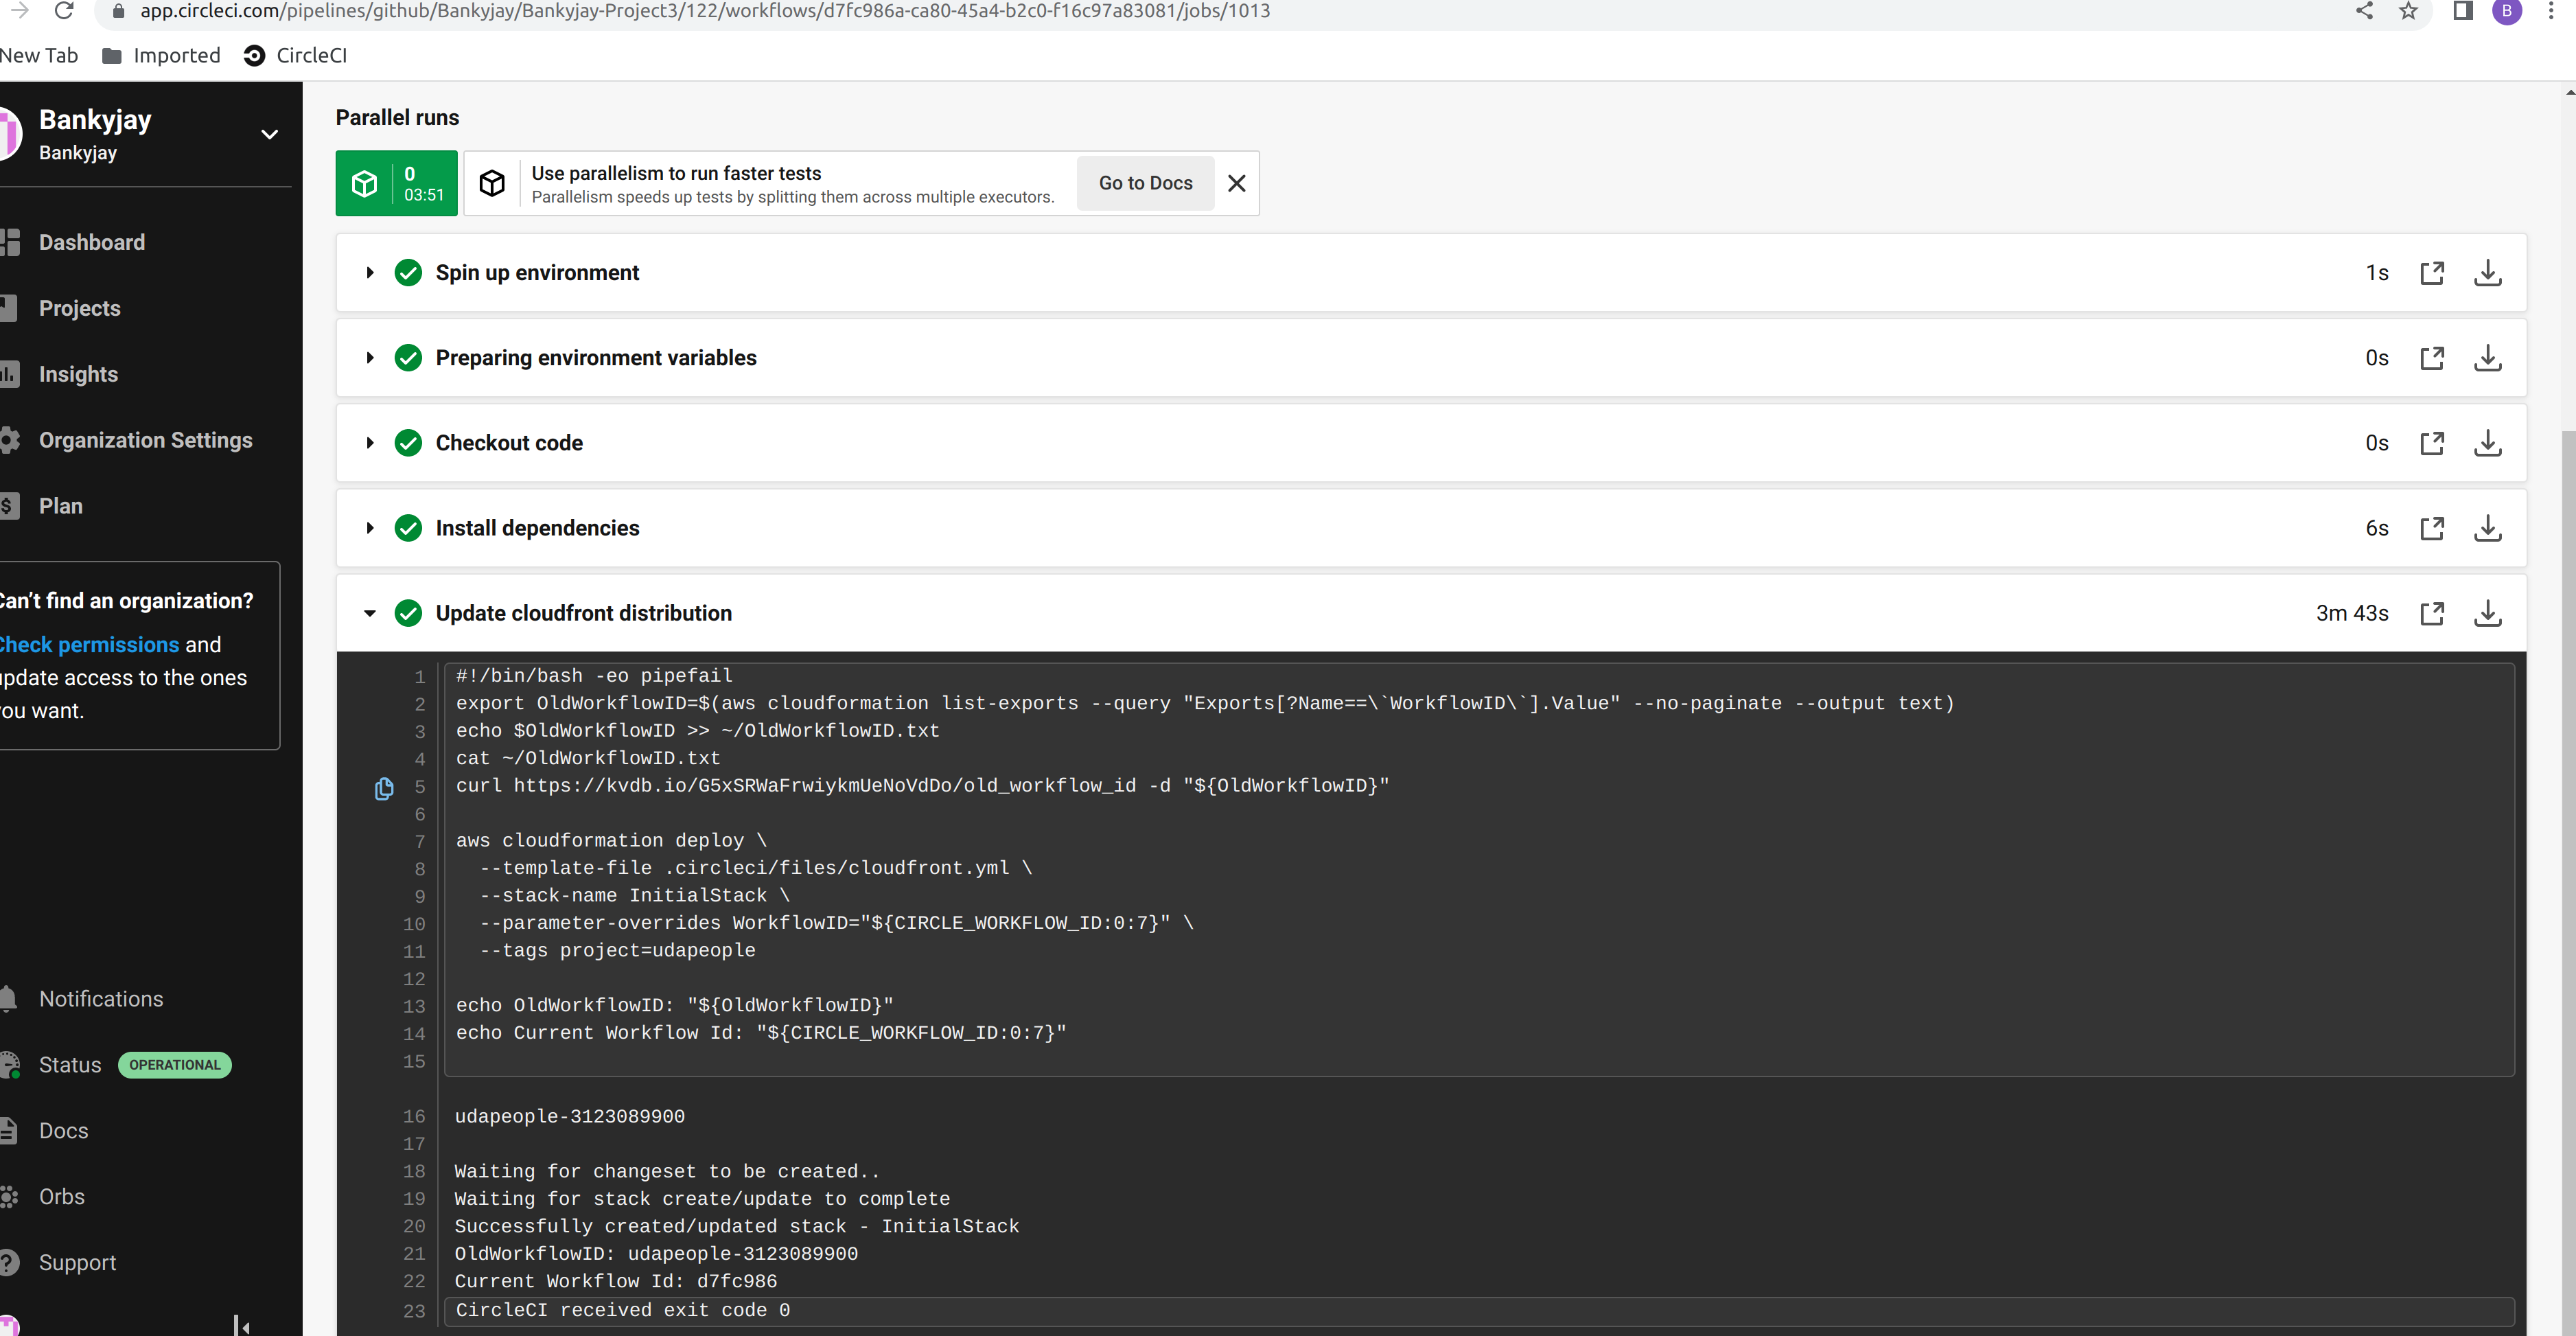 app.circleci.com/pipelines/github/Bankyjay/Bankyjay-Project3/122/workflows/d7fc986a-ca80-45a4-b2c0-f16c97a83081/jobs/1013
B
New Tab
Imported
CircleCI
Bankyjay
Bankyjay
Dashboard
Projects
Insights
Organization Settings
Plan
Can't find an organization?
Check permissions and
update access to the ones
you want.
Notifications
Status OPERATIONAL
Docs
Orbs
Support
Parallel runs
0
03:51
Use parallelism to run faster tests
Parallelism speeds up tests by splitting them across multiple executors.
Go to Docs
Spin up environment 1s
Preparing environment variables 0s
Checkout code 0s
Install dependencies 6s
Update cloudfront distribution 3m 43s
1 #!/bin/bash -eo pipefail
2 export OldWorkflowID=$(aws cloudformation list-exports --query "Exports[?Name==\`WorkflowID\`].Value" --no-paginate --output text)
3 echo $OldWorkflowID >> ~/OldWorkflowID.txt
4 cat ~/OldWorkflowID.txt
5 curl https://kvdb.io/G5xSRWaFrwiykmUeNoVdDo/old_workflow_id -d "${OldWorkflowID}"
6
7 aws cloudformation deploy \
8 --template-file .circleci/files/cloudfront.yml \
9 --stack-name InitialStack \
10 --parameter-overrides WorkflowID="${CIRCLE_WORKFLOW_ID:0:7}" \
11 --tags project=udapeople
12
13 echo OldWorkflowID: "${OldWorkflowID}"
14 echo Current Workflow Id: "${CIRCLE_WORKFLOW_ID:0:7}"
15
16 udapeople-3123089900
17
18 Waiting for changeset to be created..
19 Waiting for stack create/update to complete
20 Successfully created/updated stack - InitialStack
21 OldWorkflowID: udapeople-3123089900
22 Current Workflow Id: d7fc986
23 CircleCI received exit code 0